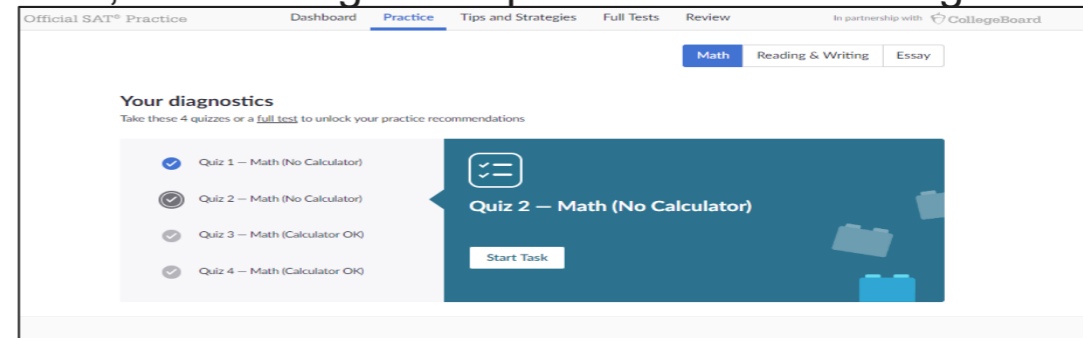 Official SAT® Practice Dashboard Practice Tips and Strategies Full Tests Review In partnership with CollegeBoard
Math Reading & Writing Essay
Your diagnostics
Take these 4 quizzes or a full test to unlock your practice recommendations
Quiz 1 — Math (No Calculator)
Quiz 2 — Math (No Calculator)
Quiz 3 — Math (Calculator OK)
Quiz 4 — Math (Calculator OK)
Quiz 2 — Math (No Calculator)
Start Task